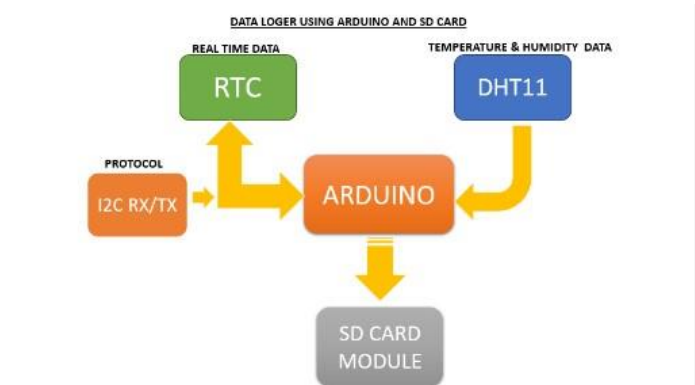 DATA LOGER USING ARDUINO AND SD CARD
REAL TIME DATA
TEMPERATURE & HUMIDITY DATA
RTC
DHT11
PROTOCOL
I2C RX/TX
ARDUINO
SD CARD
MODULE